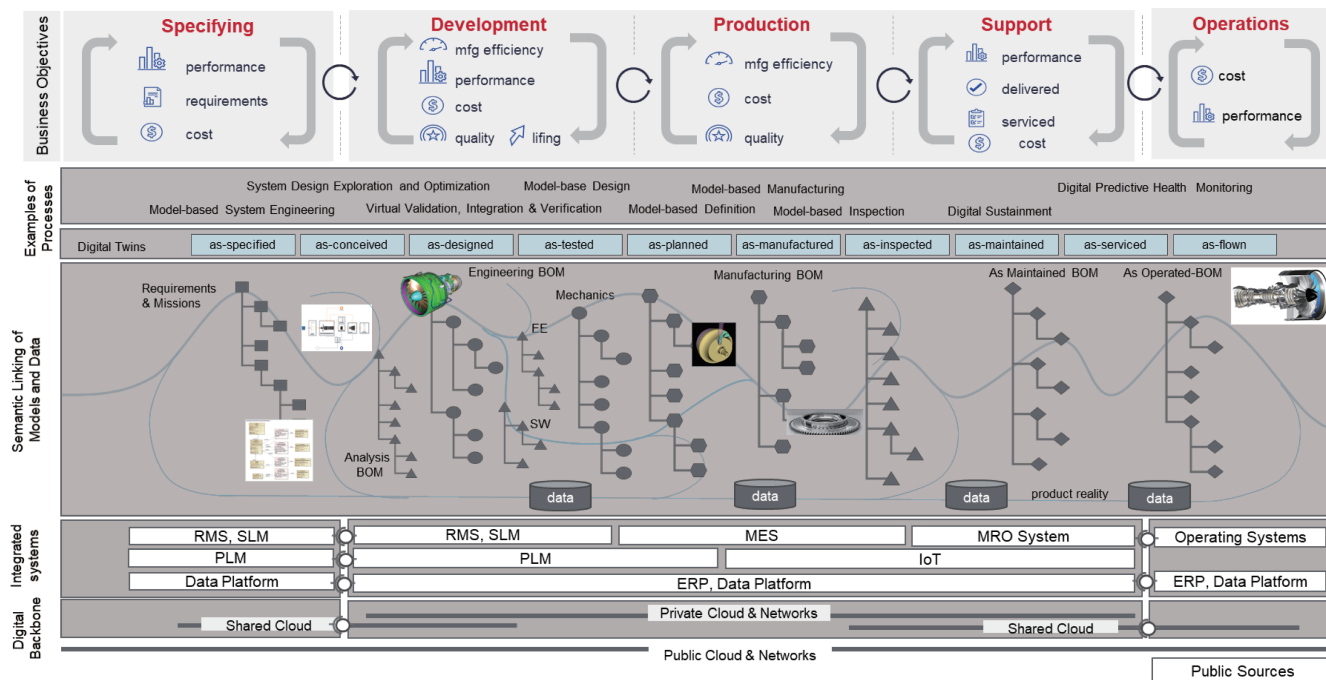 Business Objectives
Specifying
performance
requirements
cost
Development
mfg efficiency
performance
cost
quality
lifing
Production
mfg efficiency
cost
quality
Support
performance
delivered
serviced
cost
Operations
cost
performance
Examples of
Processes
System Design Exploration and Optimization
Model-base Design
Model-based Manufacturing
Digital Predictive Health Monitoring
Model-based System Engineering
Virtual Validation, Integration & Verification
Model-based Definition
Model-based Inspection
Digital Sustainment
Digital Twins
as-specified
as-conceived
as-designed
as-tested
as-planned
as-manufactured
as-inspected
as-maintained
as-serviced
as-flown
Semantic Linking of
Models and Data
Requirements
& Missions
Engineering BOM
Mechanics
EE
SW
Analysis
BOM
Manufacturing BOM
As Maintained BOM
As Operated-BOM
data
data
data
product reality
data
Integrated
systems
RMS, SLM
RMS, SLM
MES
MRO System
Operating Systems
PLM
PLM
IoT
Data Platform
ERP, Data Platform
ERP, Data Platform
Digital
Backbone
Private Cloud & Networks
Shared Cloud
Shared Cloud
Public Cloud & Networks
Public Sources